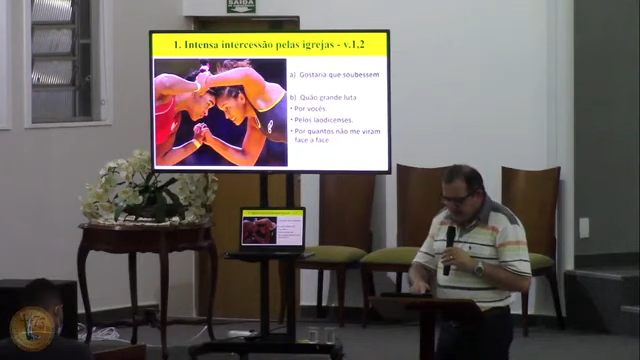 SAÍDA
1. Intensa intercessão pelas igrejas - v.1,2
a) Gostaria que soubessem
b) Quão grande luta
• Por vocês.
• Pelos laodicenses.
• Por quantos não me viram
face a face